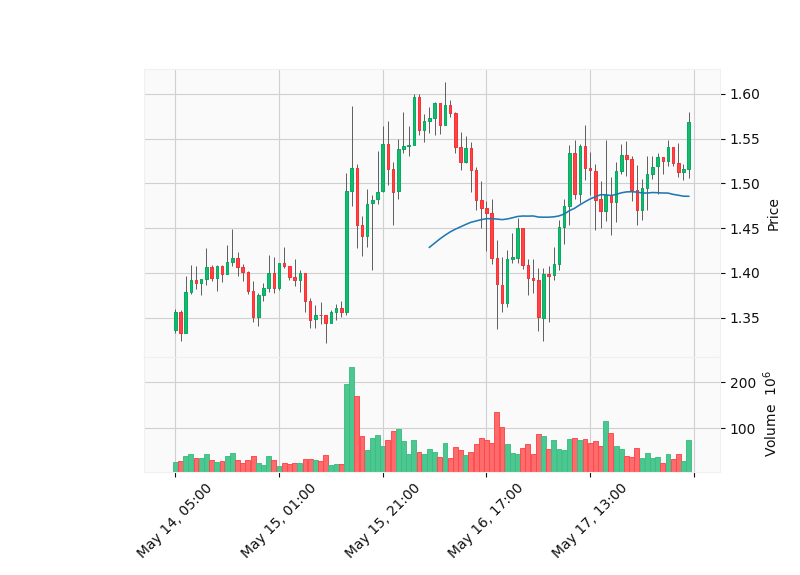 1.60
1.55
1.50
1.45
1.40
1.35
Price
200
100
Volume 10^6
May 14, 05:00
May 15, 01:00
May 15, 21:00
May 16, 17:00
May 17, 13:00